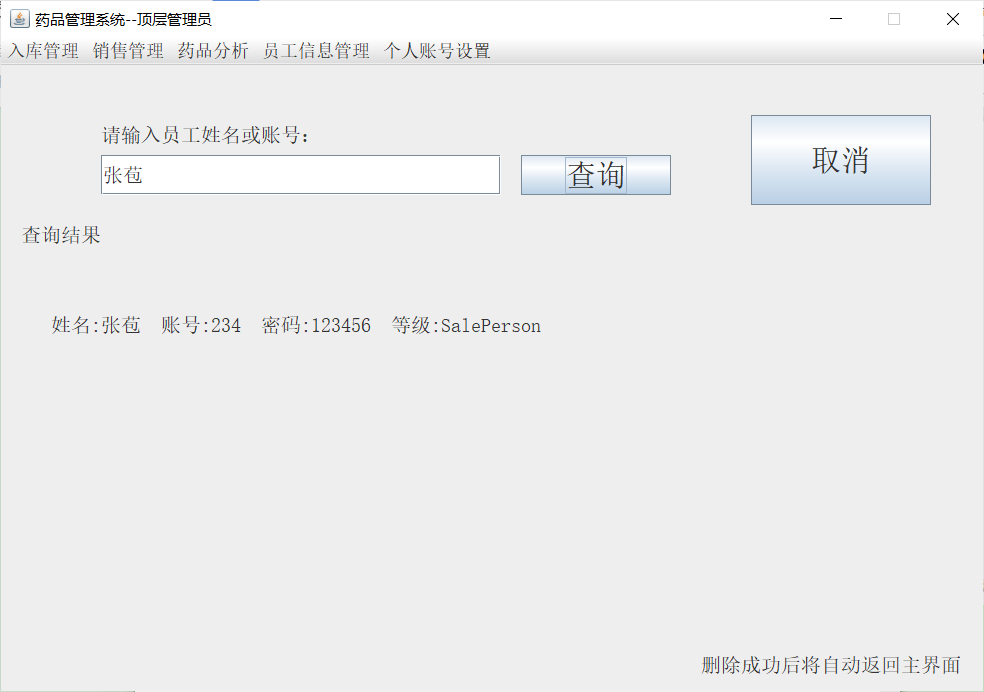 药品管理系统--顶层管理员
入库管理 销售管理 药品分析 员工信息管理 个人账号设置
请输入员工姓名或账号:
张苞
查询
取消
查询结果
姓名:张苞 账号:234 密码:123456 等级:SalePerson
删除成功后将自动返回主界面